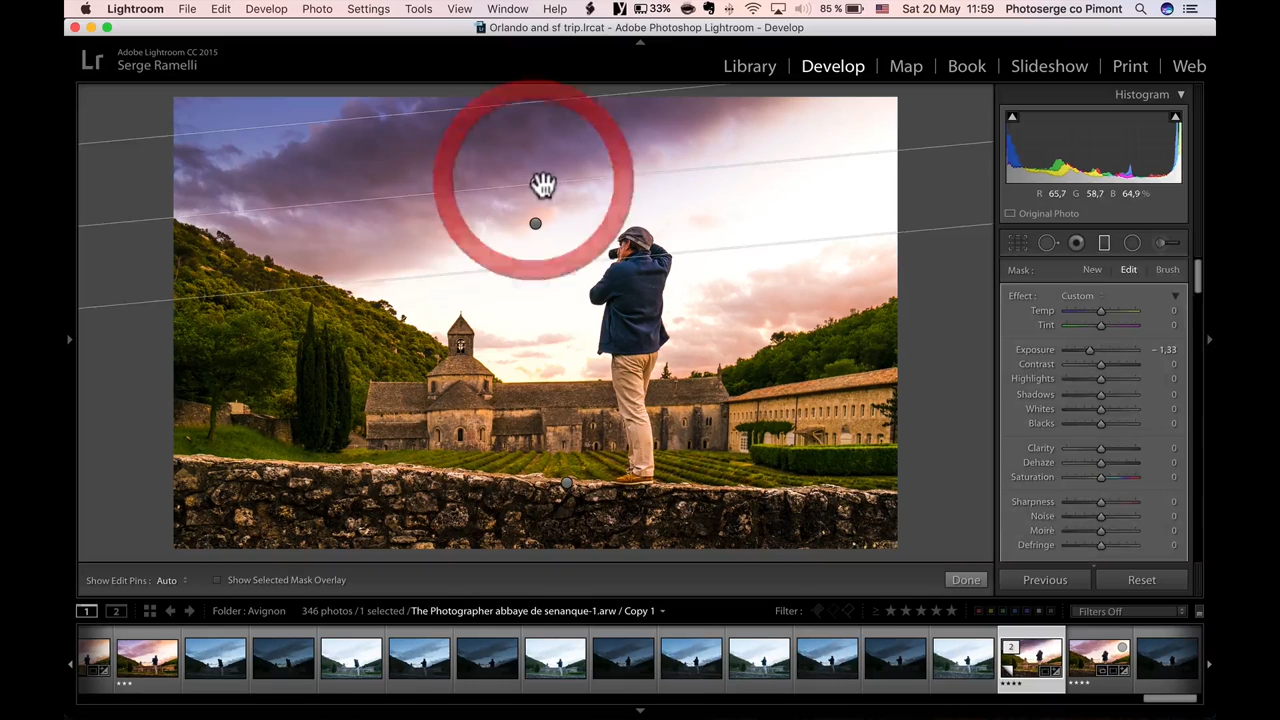 Lightroom File Edit Develop Photo Settings Tools View Window Help 33% 85 % Sat 20 May 11:59 Photoserge co Pimont
Orlando and sf trip.lrcat - Adobe Photoshop Lightroom - Develop
Lr Adobe Lightroom CC 2015
Serge Ramelli
Library | Develop | Map | Book | Slideshow | Print | Web
Histogram
R 65,7 G 58,7 B 64,9 %
Original Photo
Mask : New Edit Brush
Effect : Custom
Temp 0
Tint 0
Exposure – 1,33
Contrast 0
Highlights 0
Shadows 0
Whites 0
Blacks 0
Clarity 0
Dehaze 0
Saturation 0
Sharpness 0
Noise 0
Moire 0
Defringe 0
Show Edit Pins : Auto Show Selected Mask Overlay Done Previous Reset
1 2 Folder : Avignon 346 photos / 1 selected / The Photographer abbaye de senanque-1.arw / Copy 1 Filter : ≥ ★★★★★ Filters Off
2
★★★ ★★★★ ★★★★